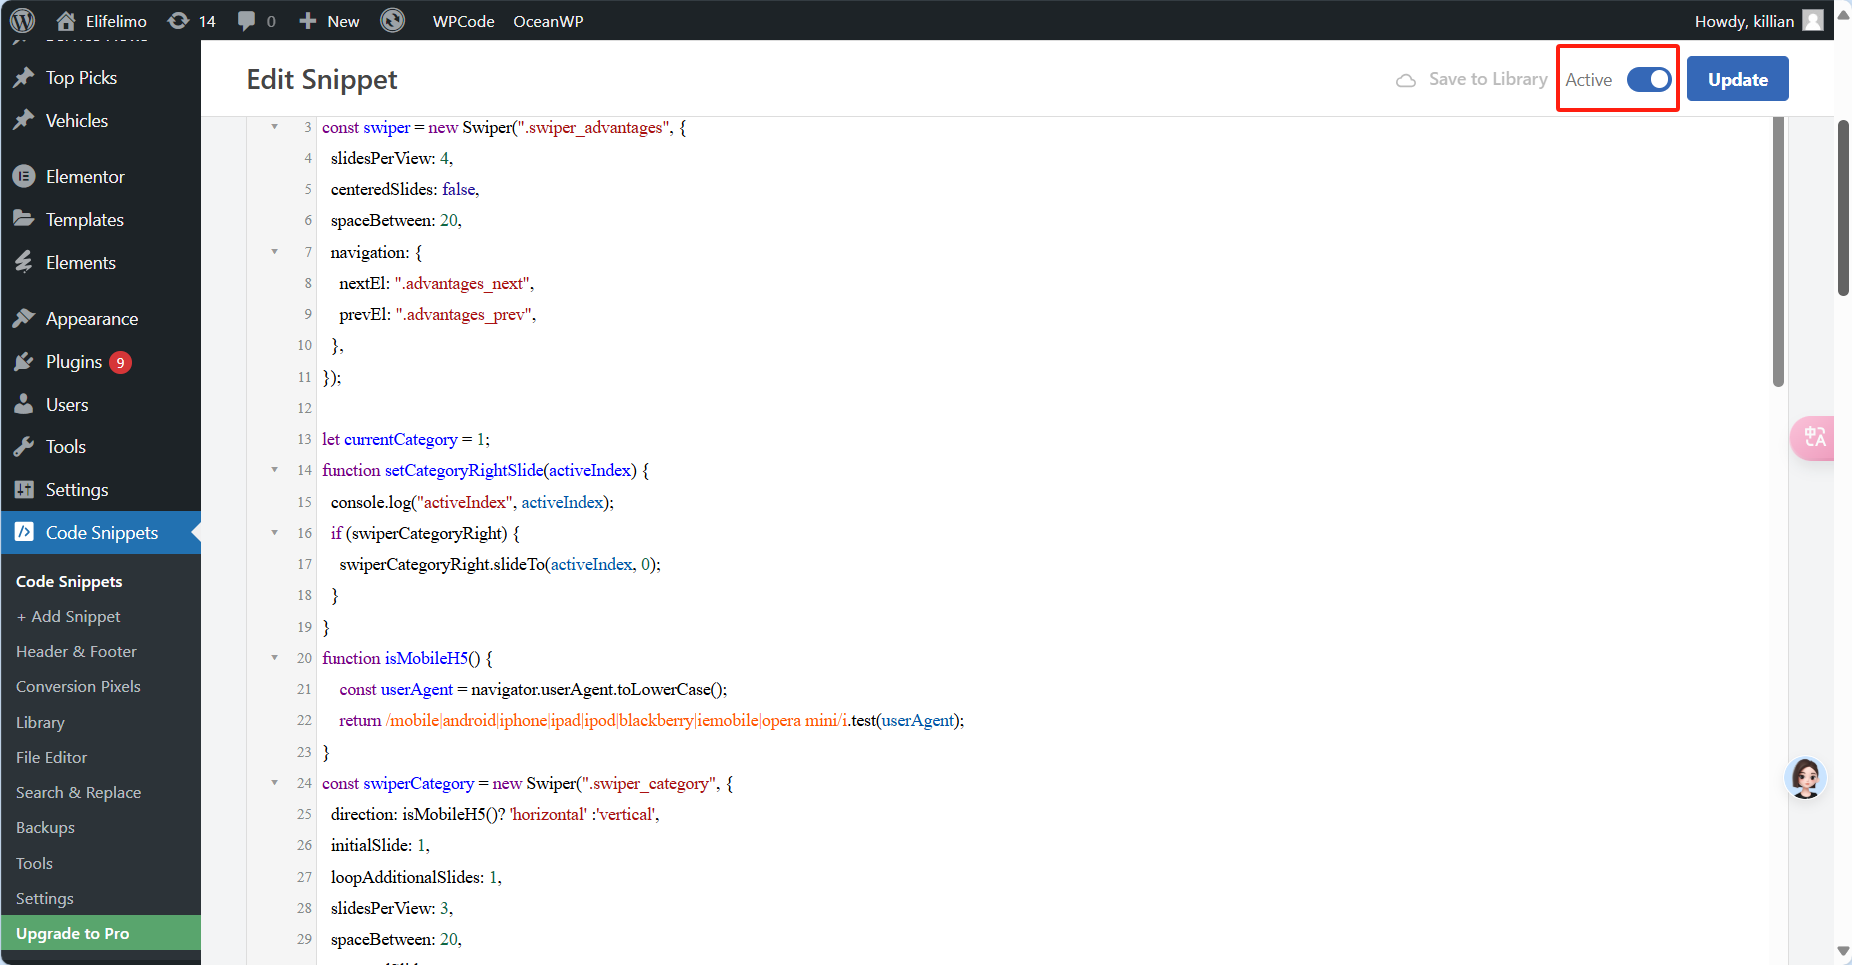 Elifelimo
14
0
New
WPCode
OceanWP
Howdy, killian
Top Picks
Vehicles
Elementor
Templates
Elements
Appearance
Plugins 9
Users
Tools
Settings
Code Snippets
Code Snippets
+ Add Snippet
Header & Footer
Conversion Pixels
Library
File Editor
Search & Replace
Backups
Tools
Settings
Upgrade to Pro
Edit Snippet
Save to Library
Active
Update
3 const swiper = new Swiper(".swiper_advantages", {
4 slidesPerView: 4,
5 centeredSlides: false,
6 spaceBetween: 20,
7 navigation: {
8 nextEl: ".advantages_next",
9 prevEl: ".advantages_prev",
10 },
11 });
12
13 let currentCategory = 1;
14 function setCategoryRightSlide(activeIndex) {
15 console.log("activeIndex", activeIndex);
16 if (swiperCategoryRight) {
17 swiperCategoryRight.slideTo(activeIndex, 0);
18 }
19 }
20 function isMobileH5() {
21 const userAgent = navigator.userAgent.toLowerCase();
22 return /mobile|android|iphone|ipad|ipod|blackberry|iemobile|opera mini/i.test(userAgent);
23 }
24 const swiperCategory = new Swiper(".swiper_category", {
25 direction: isMobileH5()? 'horizontal' :'vertical',
26 initialSlide: 1,
27 loopAdditionalSlides: 1,
28 slidesPerView: 3,
29 spaceBetween: 20,
中A